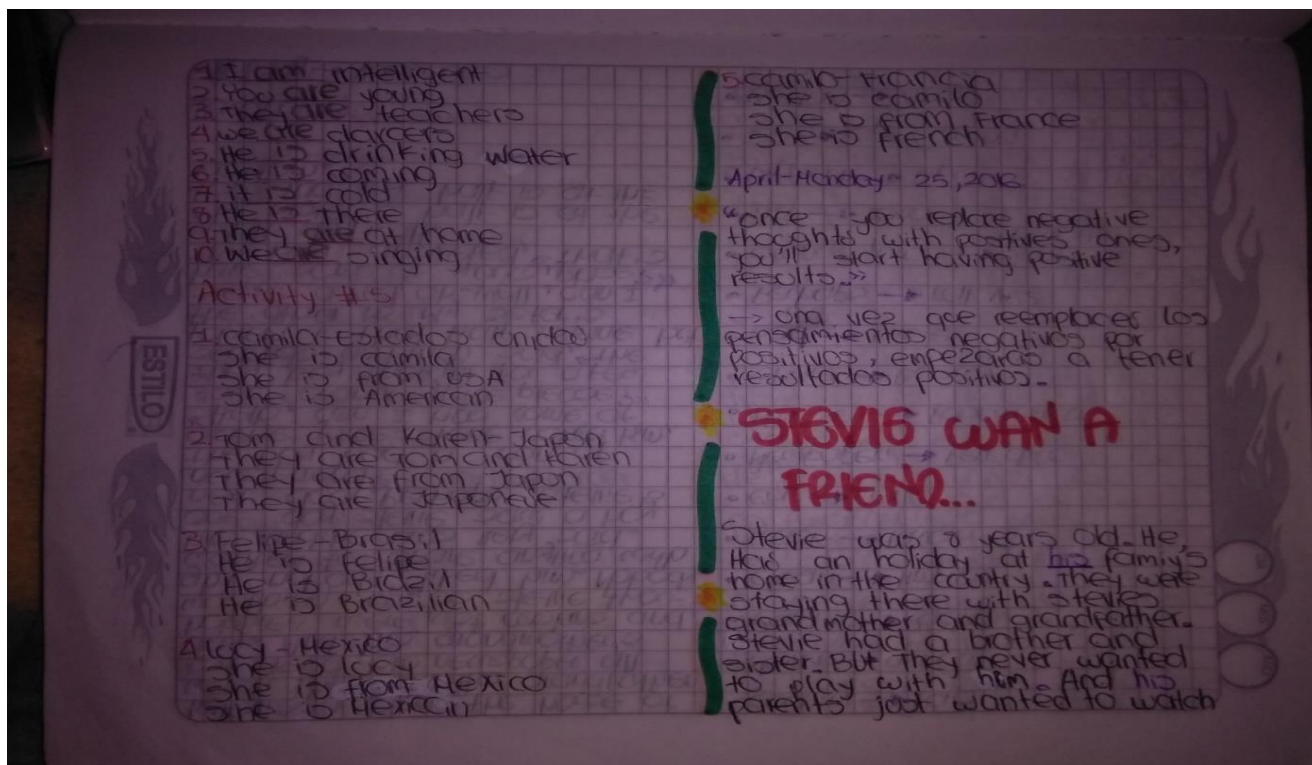 1. I am intelligent
2. You are young
3. They are teachers
4. We are darcers
5. He is drinking water
6. He is coming
7. it is cold
8. He is there
9. They are at home
10. We are singing
Activity # 5
1. camila-estados unidos
she is camila
she is from USA
she is American
2. Tom and Karen-Japon
They are Tom and Karen
They are from Japon
They are Japonese
3. Felipe-Brasil
He is Felipe
He is Brazil
He is Brazilian
4. lucy-Mexico
She is lucy
She is from Mexico
She is Mexican
ESTILO
5. camilo-Francia
- she is camilo
she is from France
- she is french
April-Monday- 25, 2016
"once you replace negative
thoughts with positives ones,
you'll start having positive
results."
-> una vez que reemplaces los
pensamientos negativos por
positivos, empezaras a tener
resultados positivos.
STEVIE WAN A
FRIEND...
Stevie was 8 years old. He,
Had an holiday at his family's
home in the country. They were
staying there with stevies
grandmother and grandfather.
Stevie had a brother and
sister. But They never wanted
to play with him. And his
parents just wanted to watch